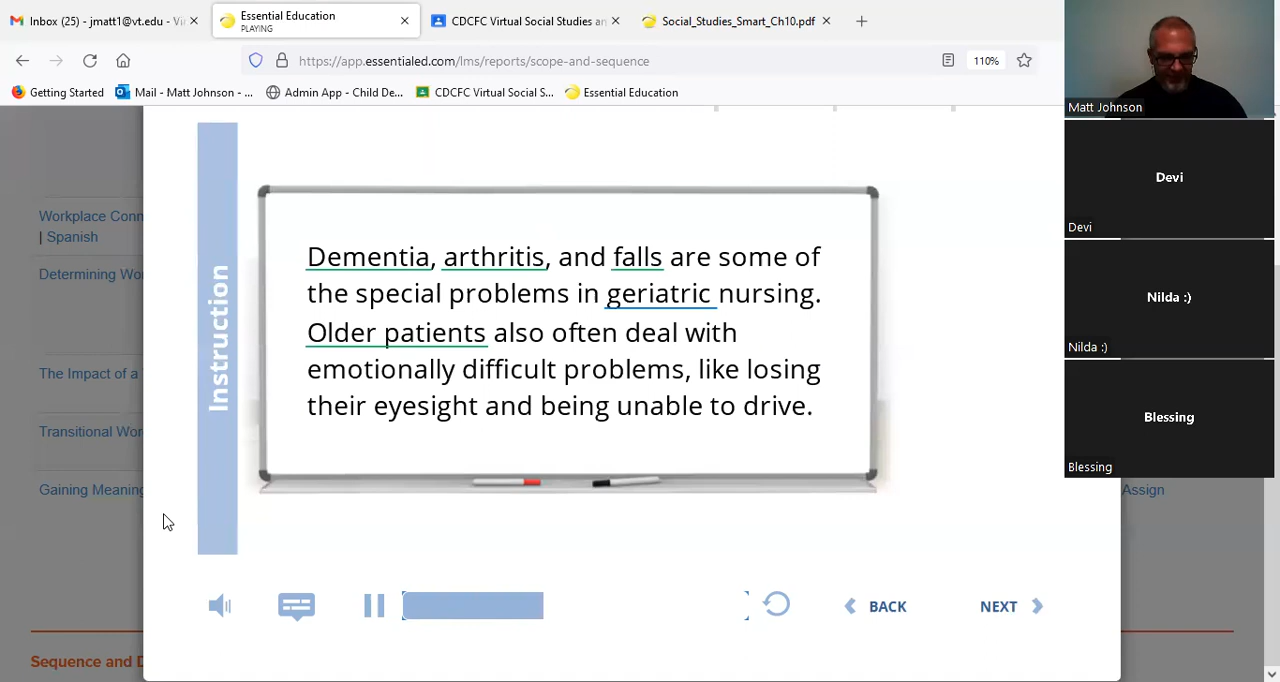 Inbox (25) - jmatt1@vt.edu - Vi
Essential Education
PLAYING
CDCFC Virtual Social Studies an
Social_Studies_Smart_Ch10.pdf
https://app.essentialed.com/lms/reports/scope-and-sequence
110%
Getting Started
Mail - Matt Johnson - ...
Admin App - Child De...
CDCFC Virtual Social S...
Essential Education
Workplace Conn
| Spanish
Determining Wo
The Impact of a
Transitional Wor
Gaining Meaning
Sequence and D
Instruction
Dementia, arthritis, and falls are some of
the special problems in geriatric nursing.
Older patients also often deal with
emotionally difficult problems, like losing
their eyesight and being unable to drive.
BACK
NEXT
Assign
Matt Johnson
Devi
Devi
Nilda :)
Nilda :)
Blessing
Blessing